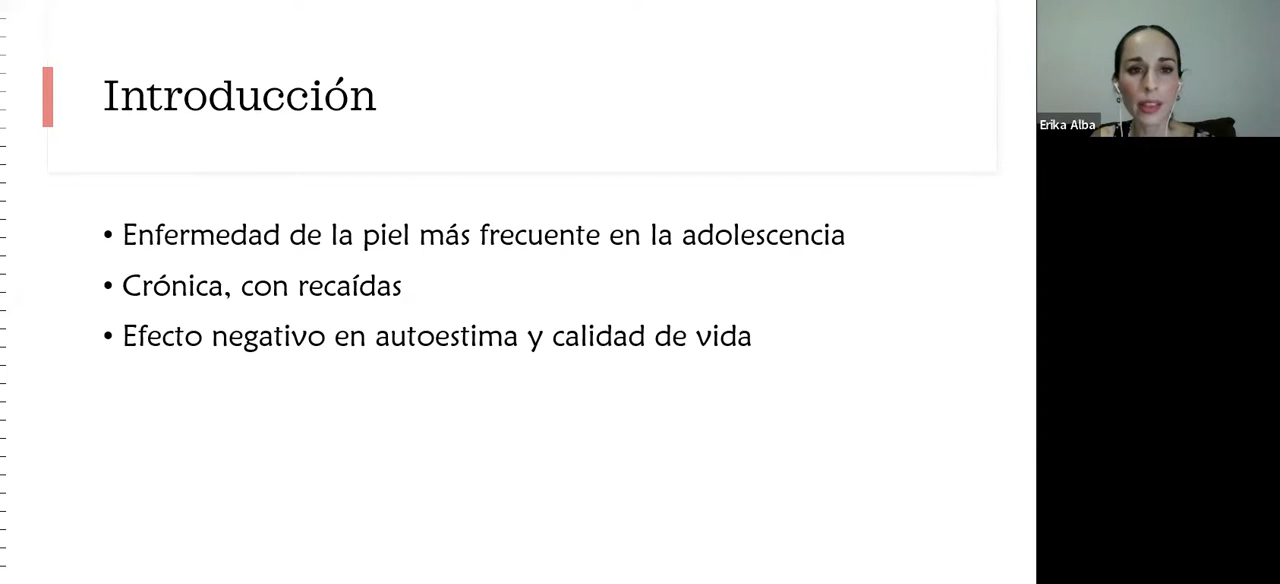 Introducción
• Enfermedad de la piel más frecuente en la adolescencia
• Crónica, con recaídas
• Efecto negativo en autoestima y calidad de vida
Erika Alba